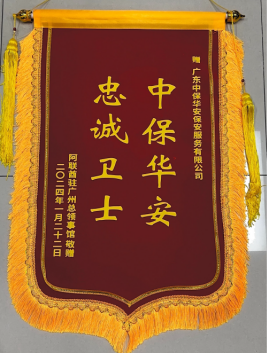 赠 广东中保华安保安服务有限公司
中保华安
忠诚卫士
阿联酋驻广州总领事馆 敬赠
二〇二四年一月二十二日